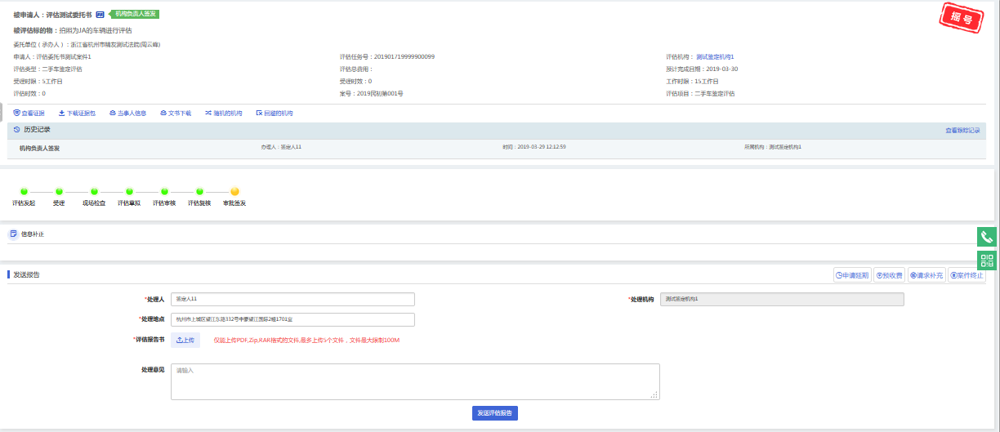 被申请人：评估测试委托书 机构负责人签发
摇号
被评估标的物：拍照为JA的车辆进行评估
委托单位（承办人）：浙江省杭州市精友测试法院(周云峰)
申请人：评估委托书测试案件1 评估任务号：201901719999900099 评估机构：测试鉴定机构1
评估类型：二手车鉴定评估 评估总费用： 预计完成日期：2019-03-30
受理时限：5工作日 受理时效：0 工作时限：15工作日
评估时效：0 案号：2019民初第001号 评估项目：二手车鉴定评估
查看证据 下载证据包 当事人信息 文书下载 随机的机构 回避的机构
历史记录 查看跟踪记录
机构负责人签发 办理人：鉴定人11 时间：2019-03-29 12:12:59 所属机构：测试鉴定机构1
评估发起 受理 现场检查 评估草拟 评估审核 评估复核 审批签发
信息补正
发送报告 申请延期 预收费 请求补充 案件终止
*处理人 鉴定人11 *处理机构 测试鉴定机构1
*处理地点 杭州市上城区望江东路332号中豪望江国际2幢1701室
*评估报告书 上传 仅能上传PDF,Zip,RAR格式的文件,最多上传5个文件，文件最大限制100M
处理意见 请输入
发送评估报告